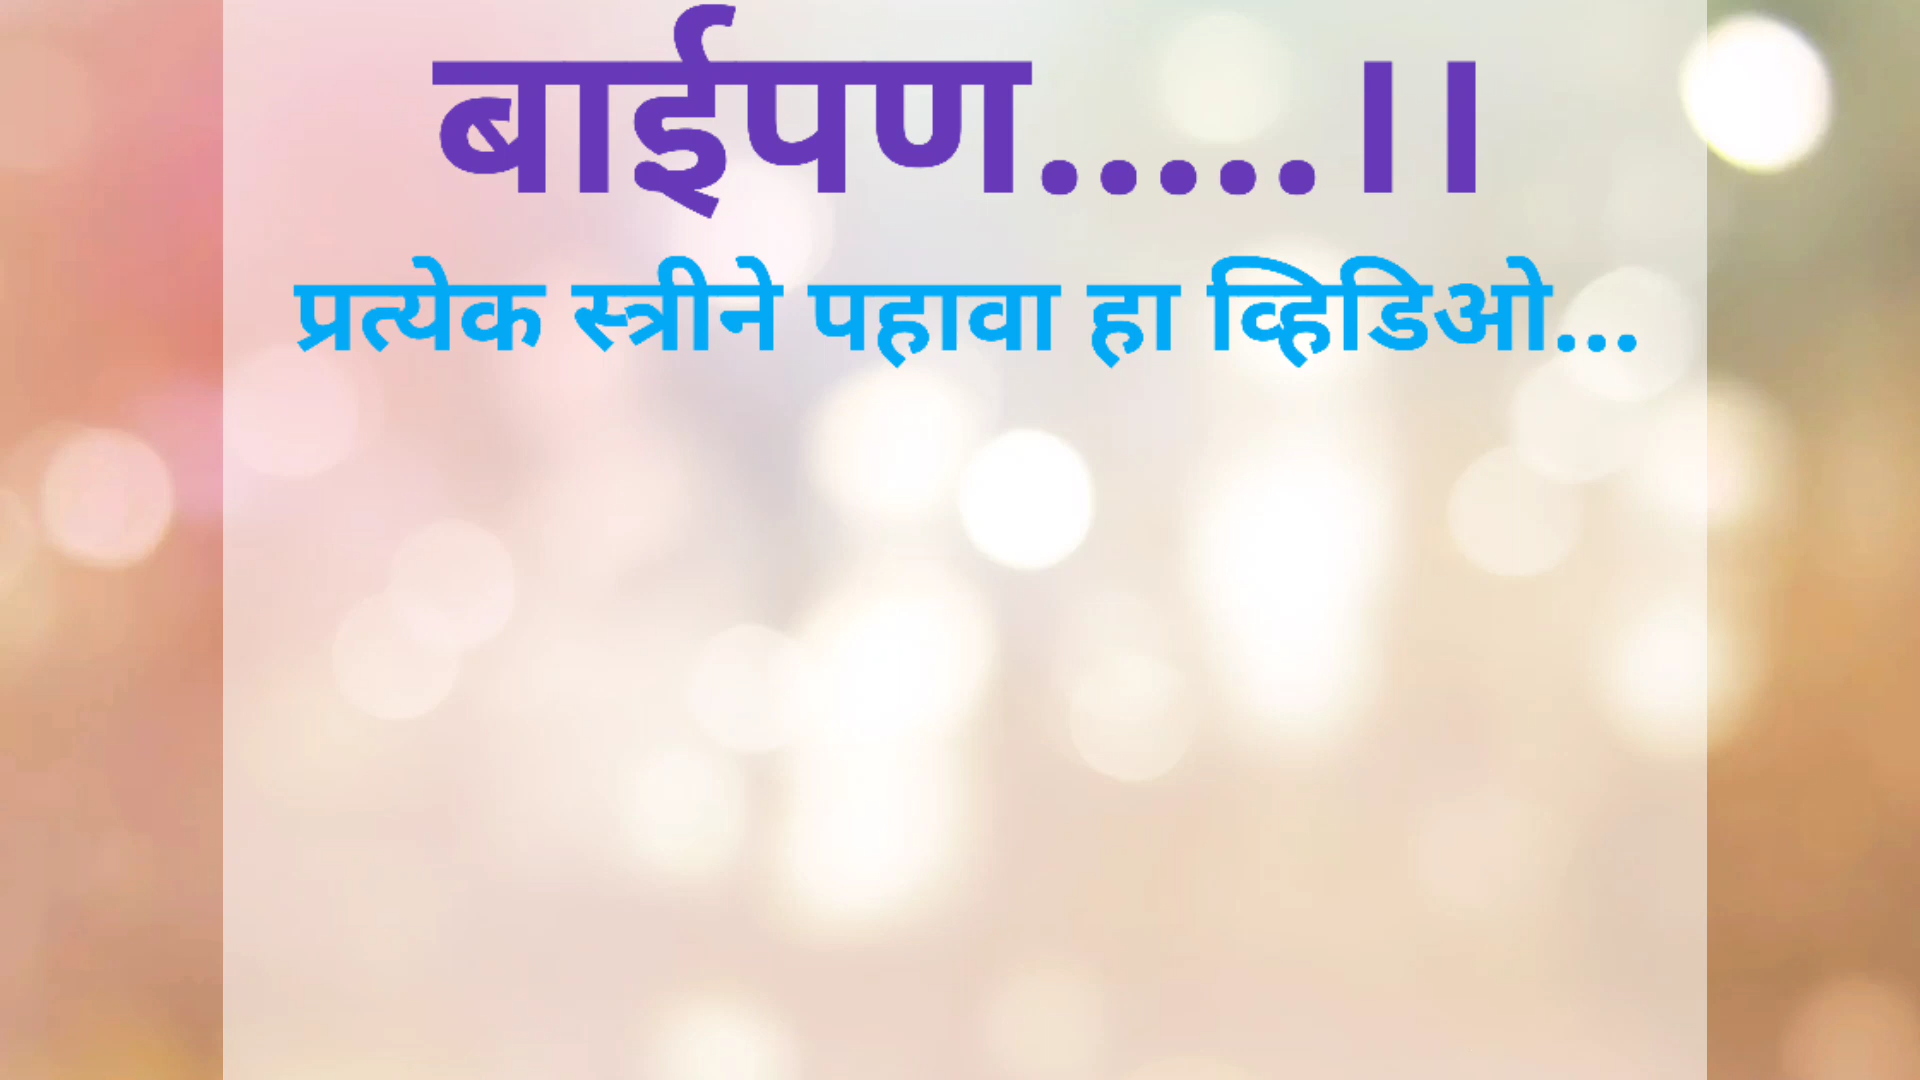 बाईपण.....।।
प्रत्येक स्त्रीने पहावा हा व्हिडिओ...